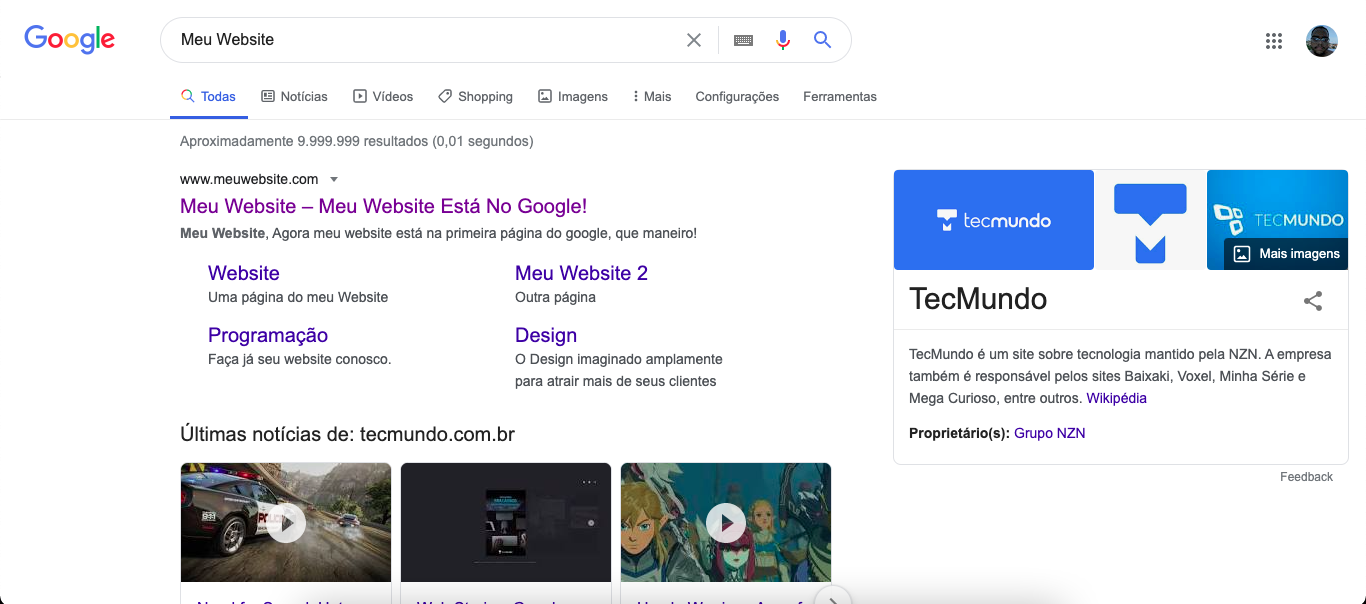 Google
Meu Website
Todas
Notícias
Vídeos
Shopping
Imagens
Mais
Configurações
Ferramentas
Aproximadamente 9.999.999 resultados (0,01 segundos)
www.meuwebsite.com
Meu Website – Meu Website Está No Google!
Meu Website, Agora meu website está na primeira página do google, que maneiro!
Website
Uma página do meu Website
Meu Website 2
Outra página
Programação
Faça já seu website conosco.
Design
O Design imaginado amplamente
para atrair mais de seus clientes
Últimas notícias de: tecmundo.com.br
tecmundo
TECMUNDO
Mais imagens
TecMundo
TecMundo é um site sobre tecnologia mantido pela NZN. A empresa
também é responsável pelos sites Baixaki, Voxel, Minha Série e
Mega Curioso, entre outros. Wikipédia
Proprietário(s): Grupo NZN
Feedback